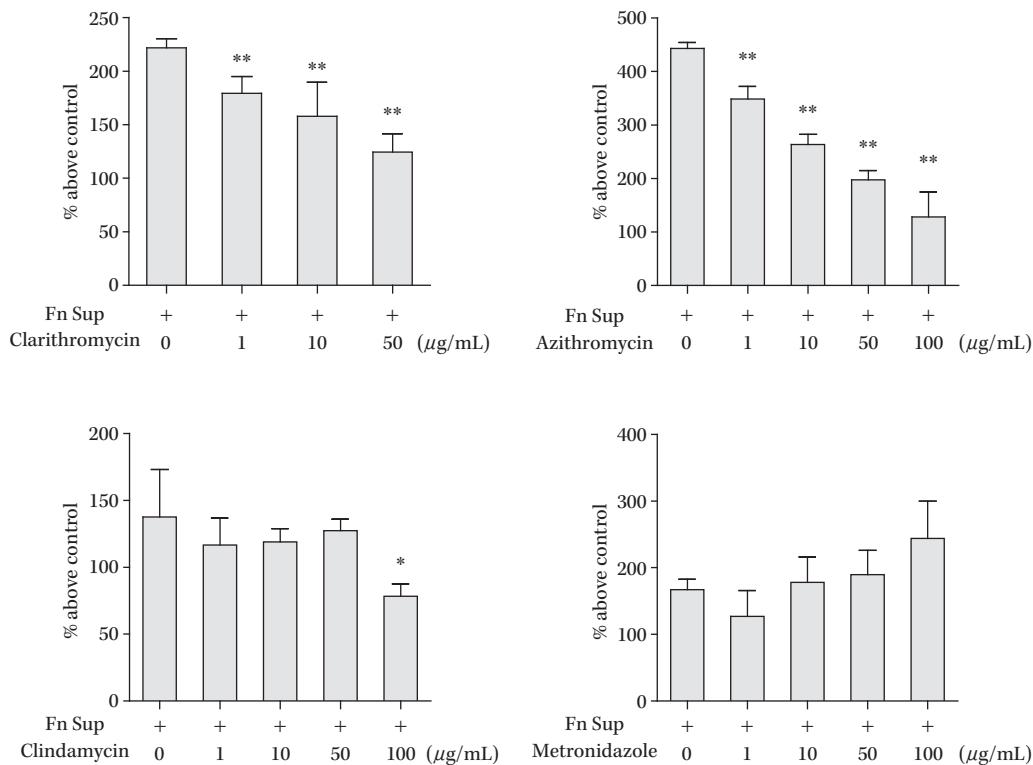 250
200
150
100
50
0
% above control
** ** **
Fn Sup + + + +
Clarithromycin 0 1 10 50 (μg/mL)
500
400
300
200
100
0
% above control
** ** ** **
Fn Sup + + + + +
Azithromycin 0 1 10 50 100 (μg/mL)
200
150
100
50
0
% above control
*
Fn Sup + + + + +
Clindamycin 0 1 10 50 100 (μg/mL)
400
300
200
100
0
% above control
Fn Sup + + + + +
Metronidazole 0 1 10 50 100 (μg/mL)